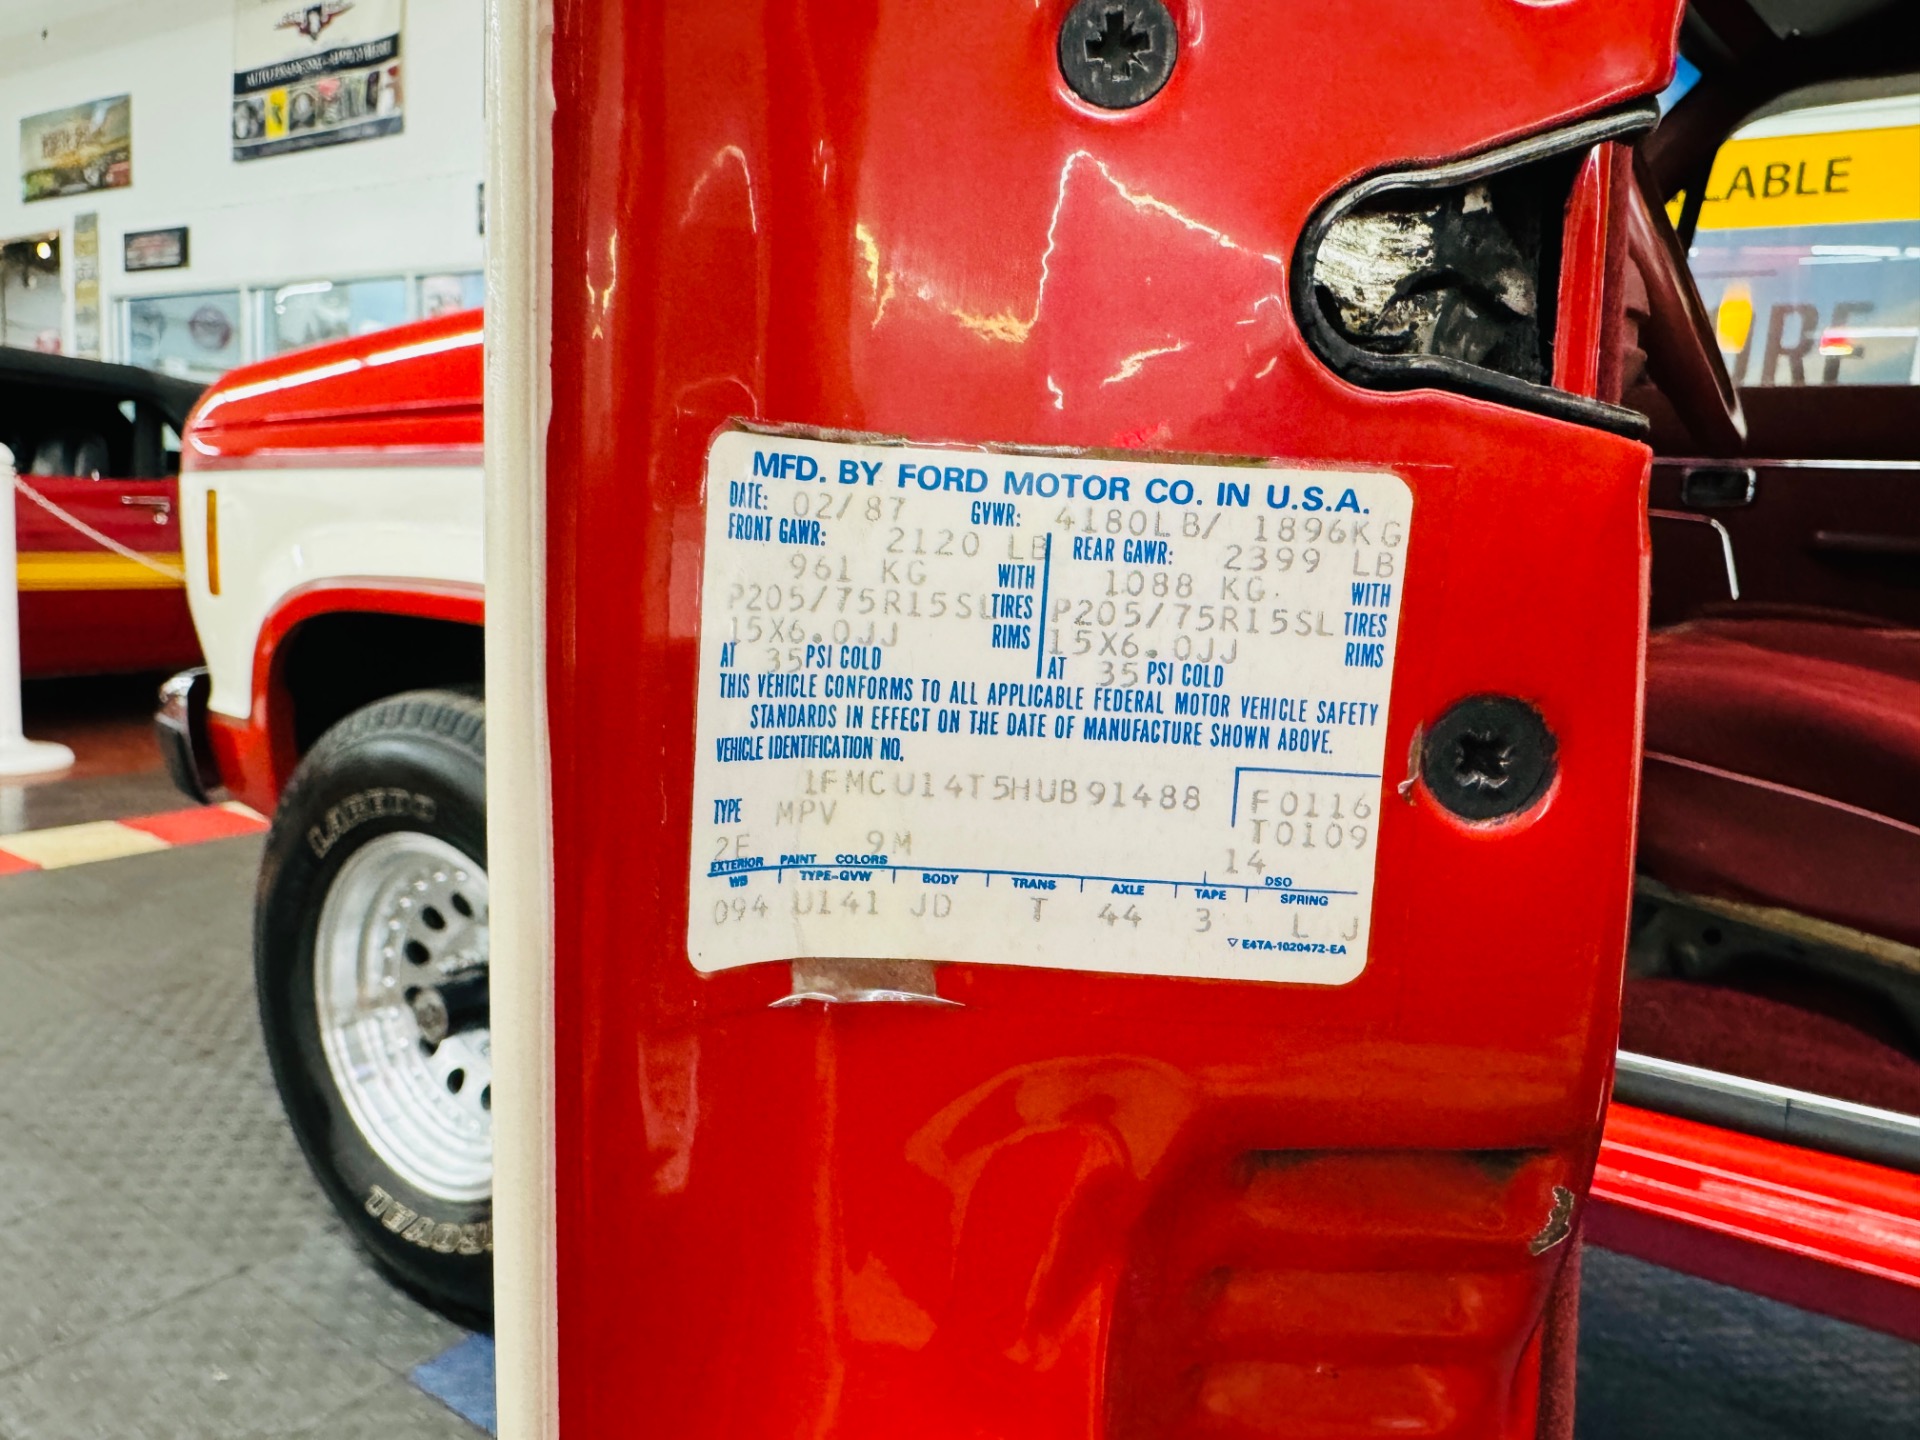 MFD. BY FORD MOTOR CO. IN U.S.A.
DATE: 02/87 GVWR: 4180LB/ 1896KG
FRONT GAWR: 2120 LB REAR GAWR: 2399 LB
961 KG WITH 1088 KG. WITH
P205/75R15SL TIRES P205/75R15SL TIRES
15X6.0JJ RIMS 15X6.0JJ RIMS
AT 35 PSI COLD AT 35 PSI COLD
THIS VEHICLE CONFORMS TO ALL APPLICABLE FEDERAL MOTOR VEHICLE SAFETY
STANDARDS IN EFFECT ON THE DATE OF MANUFACTURE SHOWN ABOVE.
VEHICLE IDENTIFICATION NO.
1FMCU14T5HUB91488 F0116
TYPE MPV T0109
2E 9M 14
EXTERIOR PAINT COLORS DSO
WB TYPE-GVW BODY TRANS AXLE TAPE SPRING
094 U141 JD T 44 3 L J
▽ E4TA-1020472-EA
LABLE